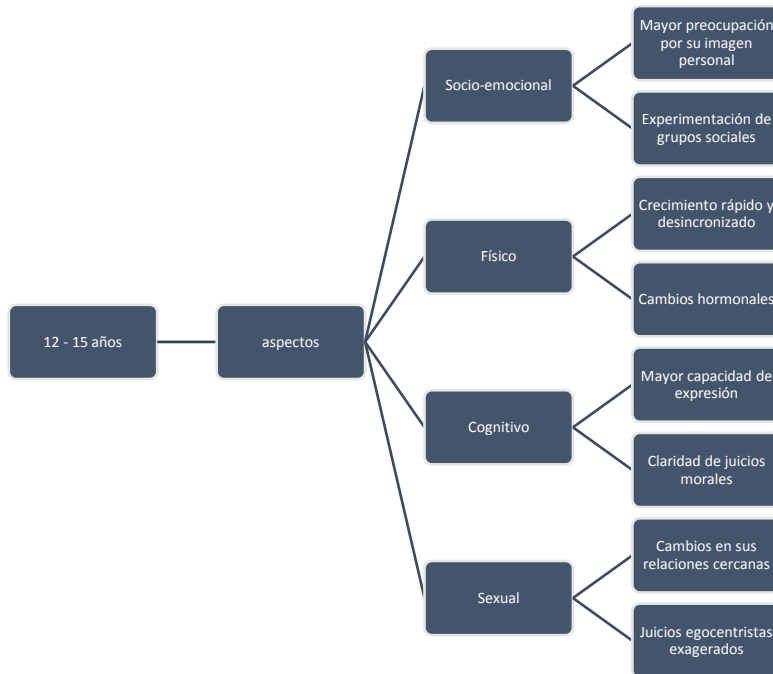 12 - 15 años
aspectos
Socio-emocional
Mayor preocupación
por su imagen
personal
Experimentación de
grupos sociales
Físico
Crecimiento rápido y
desincronizado
Cambios hormonales
Cognitivo
Mayor capacidad de
expresión
Claridad de juicios
morales
Sexual
Cambios en sus
relaciones cercanas
Juicios egocentristas
exagerados